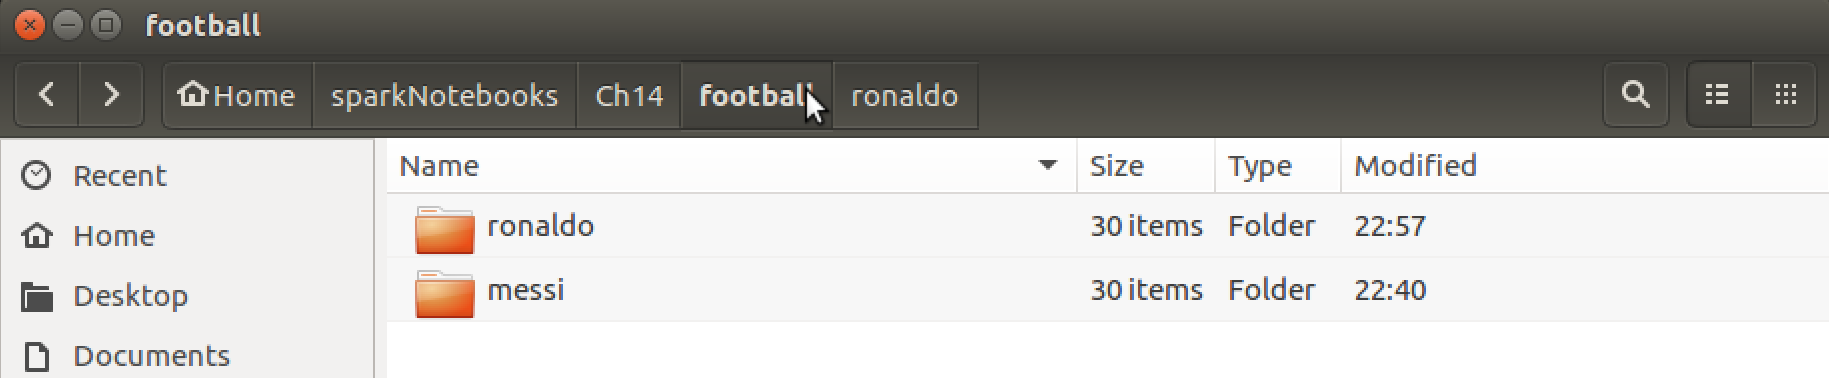 football
Home sparkNotebooks Ch14 football ronaldo
Recent
Home
Desktop
Documents
Name Size Type Modified
ronaldo 30 items Folder 22:57
messi 30 items Folder 22:40